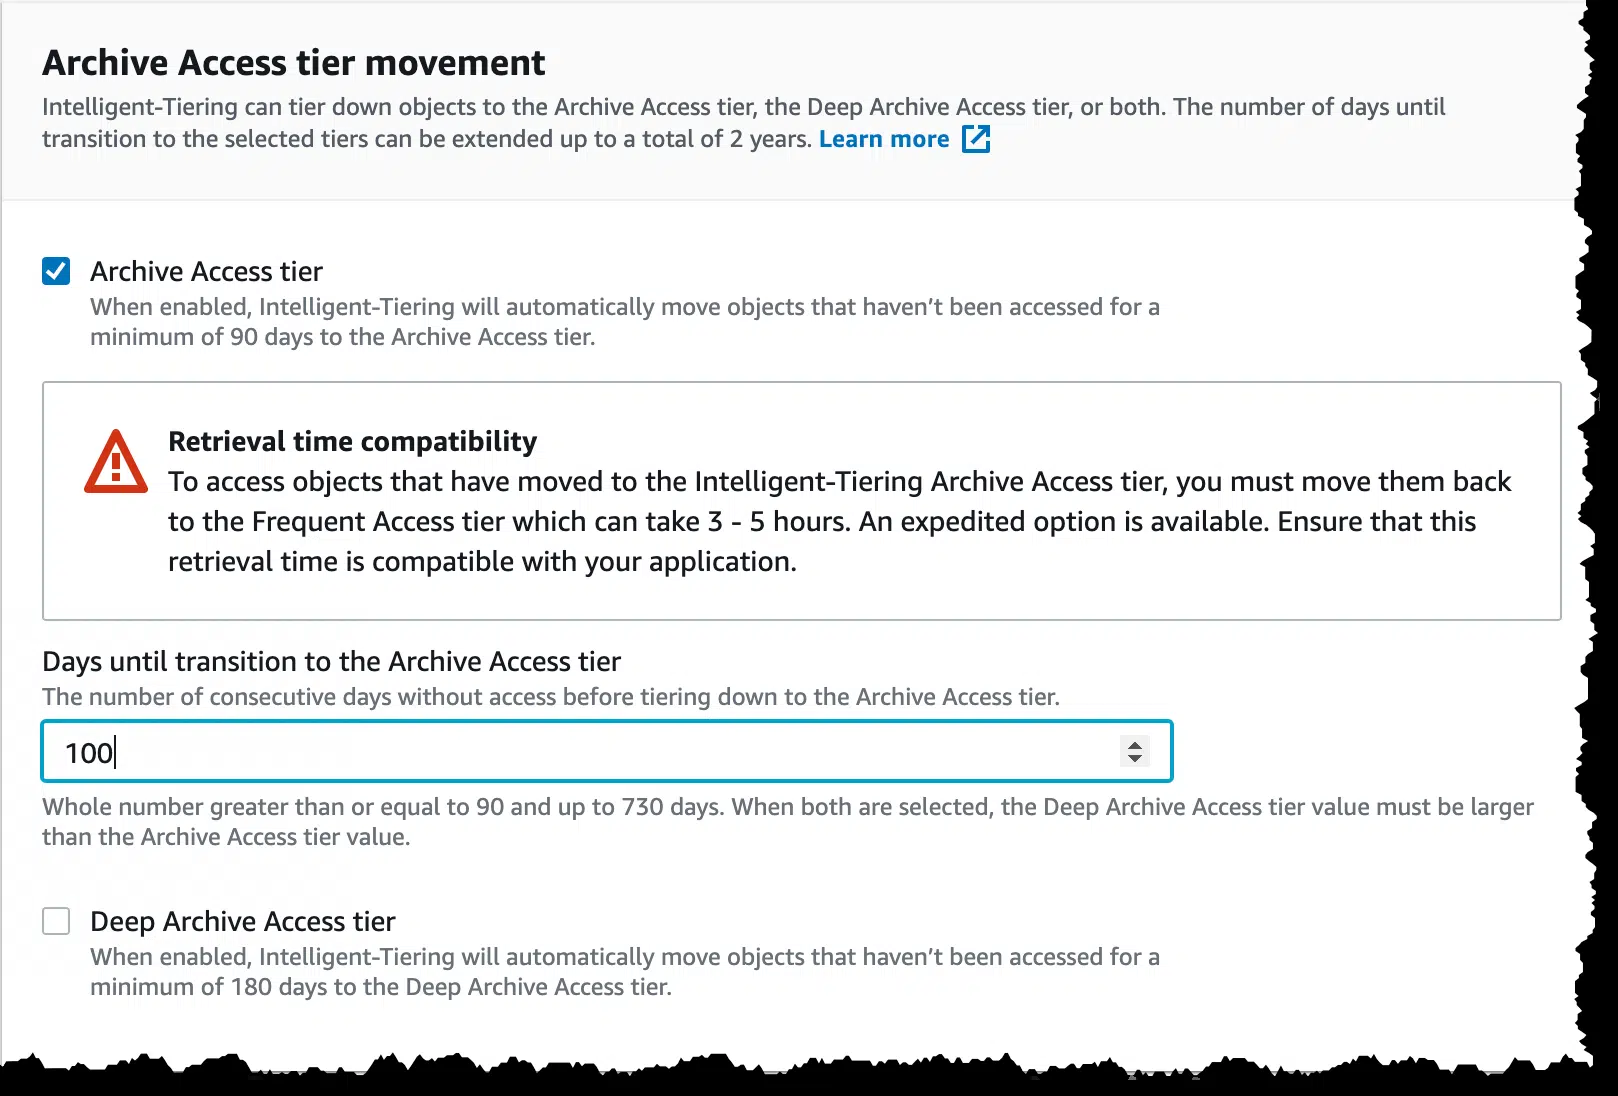 Archive Access tier movement
Intelligent-Tiering can tier down objects to the Archive Access tier, the Deep Archive Access tier, or both. The number of days until
transition to the selected tiers can be extended up to a total of 2 years. Learn more
Archive Access tier
When enabled, Intelligent-Tiering will automatically move objects that haven’t been accessed for a
minimum of 90 days to the Archive Access tier.
Retrieval time compatibility
To access objects that have moved to the Intelligent-Tiering Archive Access tier, you must move them back
to the Frequent Access tier which can take 3 - 5 hours. An expedited option is available. Ensure that this
retrieval time is compatible with your application.
Days until transition to the Archive Access tier
The number of consecutive days without access before tiering down to the Archive Access tier.
100
Whole number greater than or equal to 90 and up to 730 days. When both are selected, the Deep Archive Access tier value must be larger
than the Archive Access tier value.
Deep Archive Access tier
When enabled, Intelligent-Tiering will automatically move objects that haven’t been accessed for a
minimum of 180 days to the Deep Archive Access tier.